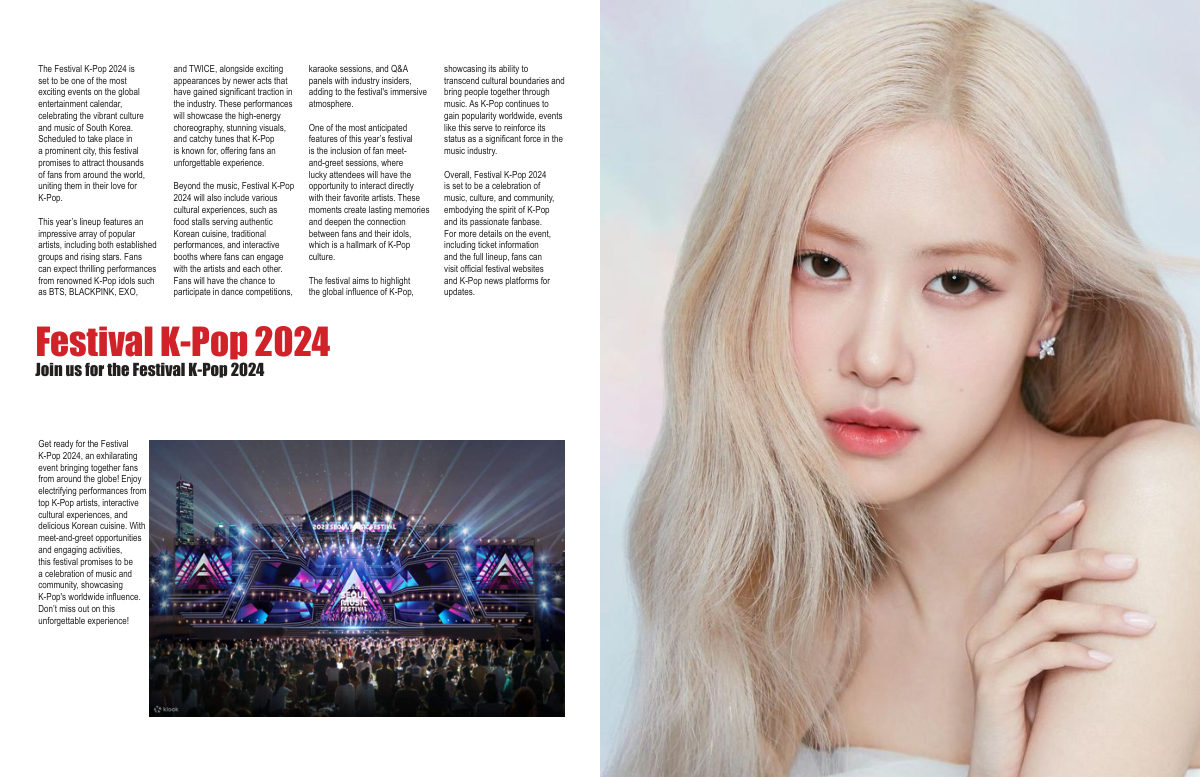 The Festival K-Pop 2024 is
set to be one of the most
exciting events on the global
entertainment calendar,
celebrating the vibrant culture
and music of South Korea.
Scheduled to take place in
a prominent city, this festival
promises to attract thousands
of fans from around the world,
uniting them in their love for
K-Pop.
This year's lineup features an
impressive array of popular
artists, including both established
groups and rising stars. Fans
can expect thrilling performances
from renowned K-Pop idols such
as BTS, BLACKPINK, EXO,
and TWICE, alongside exciting
appearances by newer acts that
have gained significant traction in
the industry. These performances
will showcase the high-energy
choreography, stunning visuals,
and catchy tunes that K-Pop
is known for, offering fans an
unforgettable experience.
Beyond the music, Festival K-Pop
2024 will also include various
cultural experiences, such as
food stalls serving authentic
Korean cuisine, traditional
performances, and interactive
booths where fans can engage
with the artists and each other.
Fans will have the chance to
participate in dance competitions,
karaoke sessions, and Q&A
panels with industry insiders,
adding to the festival's immersive
atmosphere.
One of the most anticipated
features of this year's festival
is the inclusion of fan meet-
and-greet sessions, where
lucky attendees will have the
opportunity to interact directly
with their favorite artists. These
moments create lasting memories
and deepen the connection
between fans and their idols,
which is a hallmark of K-Pop
culture.
The festival aims to highlight
the global influence of K-Pop,
showcasing its ability to
transcend cultural boundaries and
bring people together through
music. As K-Pop continues to
gain popularity worldwide, events
like this serve to reinforce its
status as a significant force in the
music industry.
Overall, Festival K-Pop 2024
is set to be a celebration of
music, culture, and community,
embodying the spirit of K-Pop
and its passionate fanbase.
For more details on the event,
including ticket information
and the full lineup, fans can
visit official festival websites
and K-Pop news platforms for
updates.
Festival K-Pop 2024
Join us for the Festival K-Pop 2024
Get ready for the Festival
K-Pop 2024, an exhilarating
event bringing together fans
from around the globe! Enjoy
electrifying performances from
top K-Pop artists, interactive
cultural experiences, and
delicious Korean cuisine. With
meet-and-greet opportunities
and engaging activities,
this festival promises to be
a celebration of music and
community, showcasing
K-Pop's worldwide influence.
Don't miss out on this
unforgettable experience!
SEOUL MUSIC FESTIVAL
SEOUL
MUSIC
FESTIVAL
klook